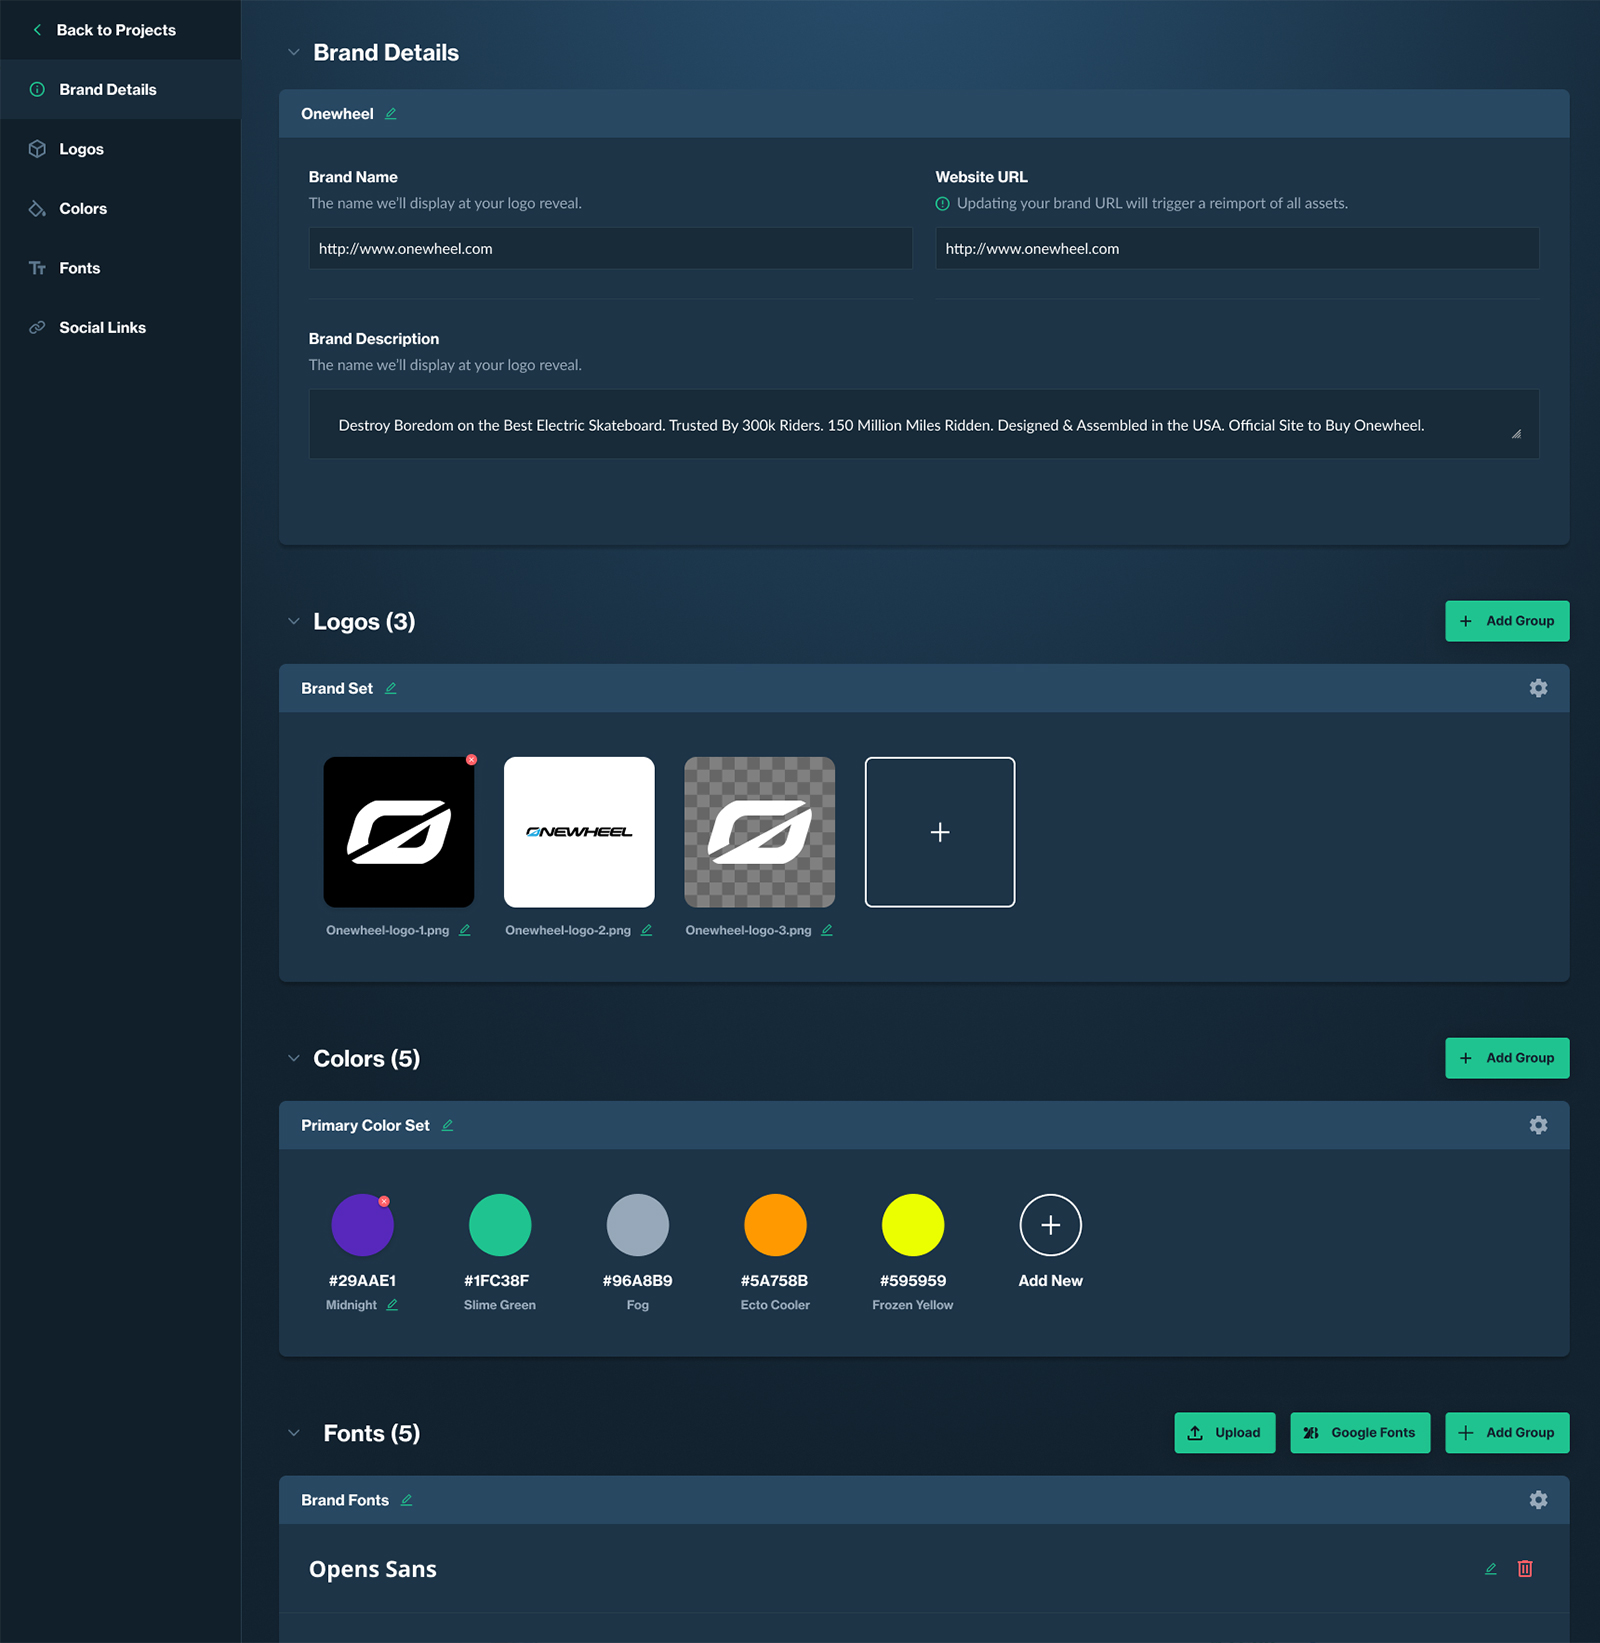 Back to Projects
Brand Details
Logos
Colors
Fonts
Social Links
Brand Details
Onewheel
Brand Name
The name we'll display at your logo reveal.
http://www.onewheel.com
Website URL
Updating your brand URL will trigger a reimport of all assets.
http://www.onewheel.com
Brand Description
The name we'll display at your logo reveal.
Destroy Boredom on the Best Electric Skateboard. Trusted By 300k Riders. 150 Million Miles Ridden. Designed & Assembled in the USA. Official Site to Buy Onewheel.
Logos (3)
Add Group
Brand Set
ONEWHEEL
Onewheel-logo-1.png
Onewheel-logo-2.png
Onewheel-logo-3.png
Colors (5)
Add Group
Primary Color Set
#29AAE1
Midnight
#1FC38F
Slime Green
#96A8B9
Fog
#5A758B
Ecto Cooler
#595959
Frozen Yellow
Add New
Fonts (5)
Upload
Google Fonts
Add Group
Brand Fonts
Opens Sans